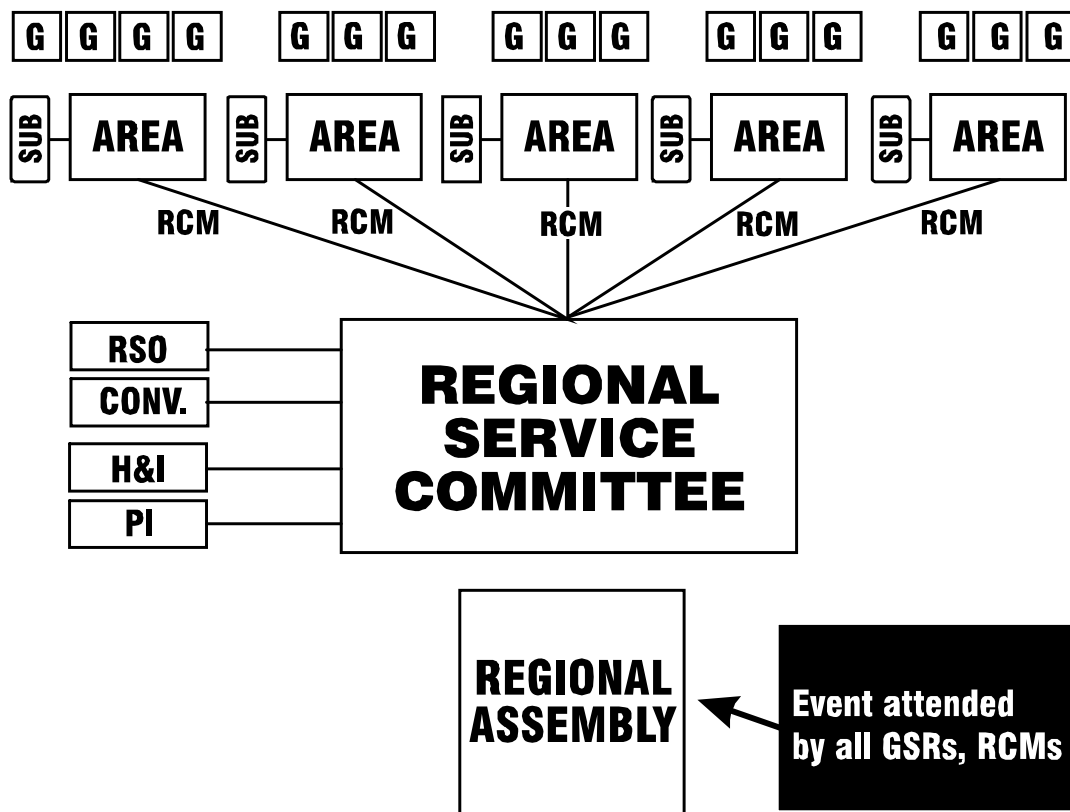 G G G G G G G G G G G G G G G G
SUB AREA SUB AREA SUB AREA SUB AREA SUB AREA
RCM RCM RCM RCM RCM
RSO
CONV.
H&I
PI
REGIONAL
SERVICE
COMMITTEE
REGIONAL
ASSEMBLY
Event attended
by all GSRs, RCMs